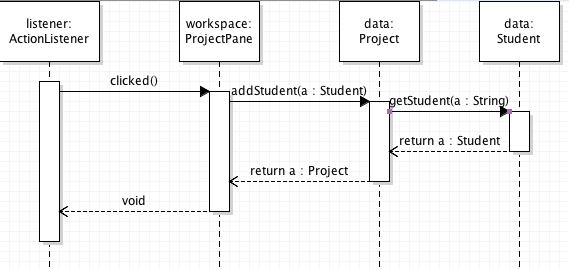 listener:
ActionListener
workspace:
ProjectPane
data:
Project
data:
Student
clicked()
addStudent(a : Student)
getStudent(a : String)
return a : Student
return a : Project
void